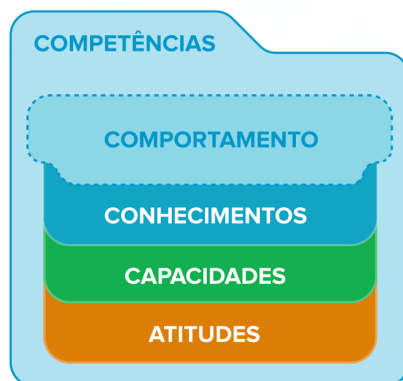 COMPETÊNCIAS
COMPORTAMENTO
CONHECIMENTOS
CAPACIDADES
ATITUDES